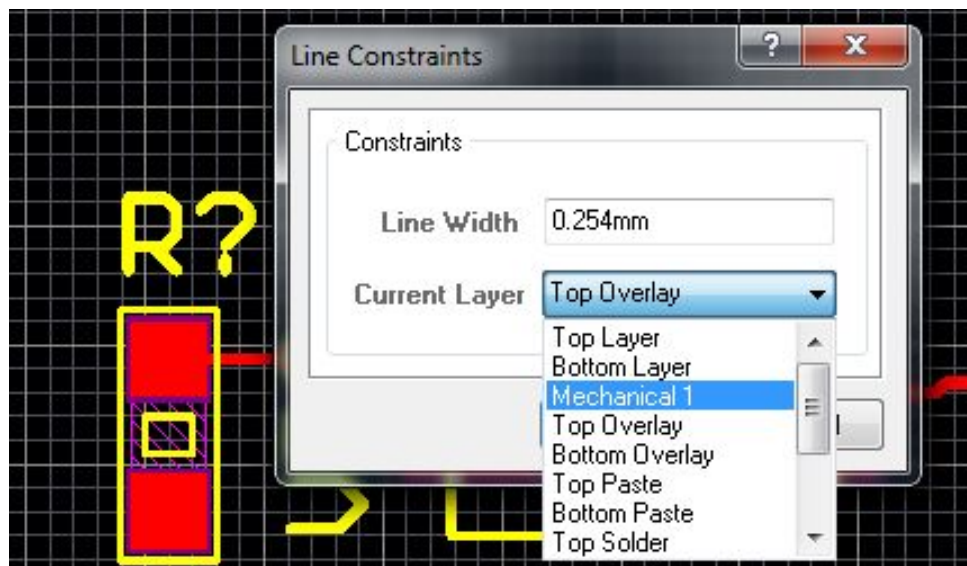 Line Constraints
?
X
Constraints
R?
Line Width 0.254mm
Current Layer Top Overlay
Top Layer
Bottom Layer
Mechanical 1
Top Overlay
Bottom Overlay
Top Paste
Bottom Paste
Top Solder